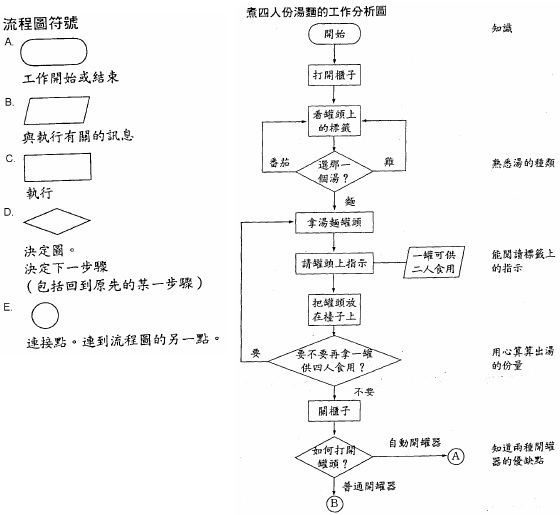 流程圖符號
A.
工作開始或結束
B.
與執行有關的訊息
C.
執行
D.
決定圖。
決定下一步驟
(包括回到原先的某一步驟)
E.
連接點。連到流程圖的另一點。
煮四人份湯麵的工作分析圖
開始
知識
打開櫃子
看罐頭上
的標籤
番茄
選那一
個湯?
雞
熟悉湯的種類
麵
拿湯麵罐頭
請罐頭上指示
一罐可供
二人食用
能閱讀標籤上
的指示
把罐頭放
在檯子上
要
要不要再拿一罐
供四人食用?
用心算算出湯
的份量
不要
關櫃子
如何打開
罐頭?
自動開罐器
A
知道兩種開罐
器的優缺點
普通開罐器
B